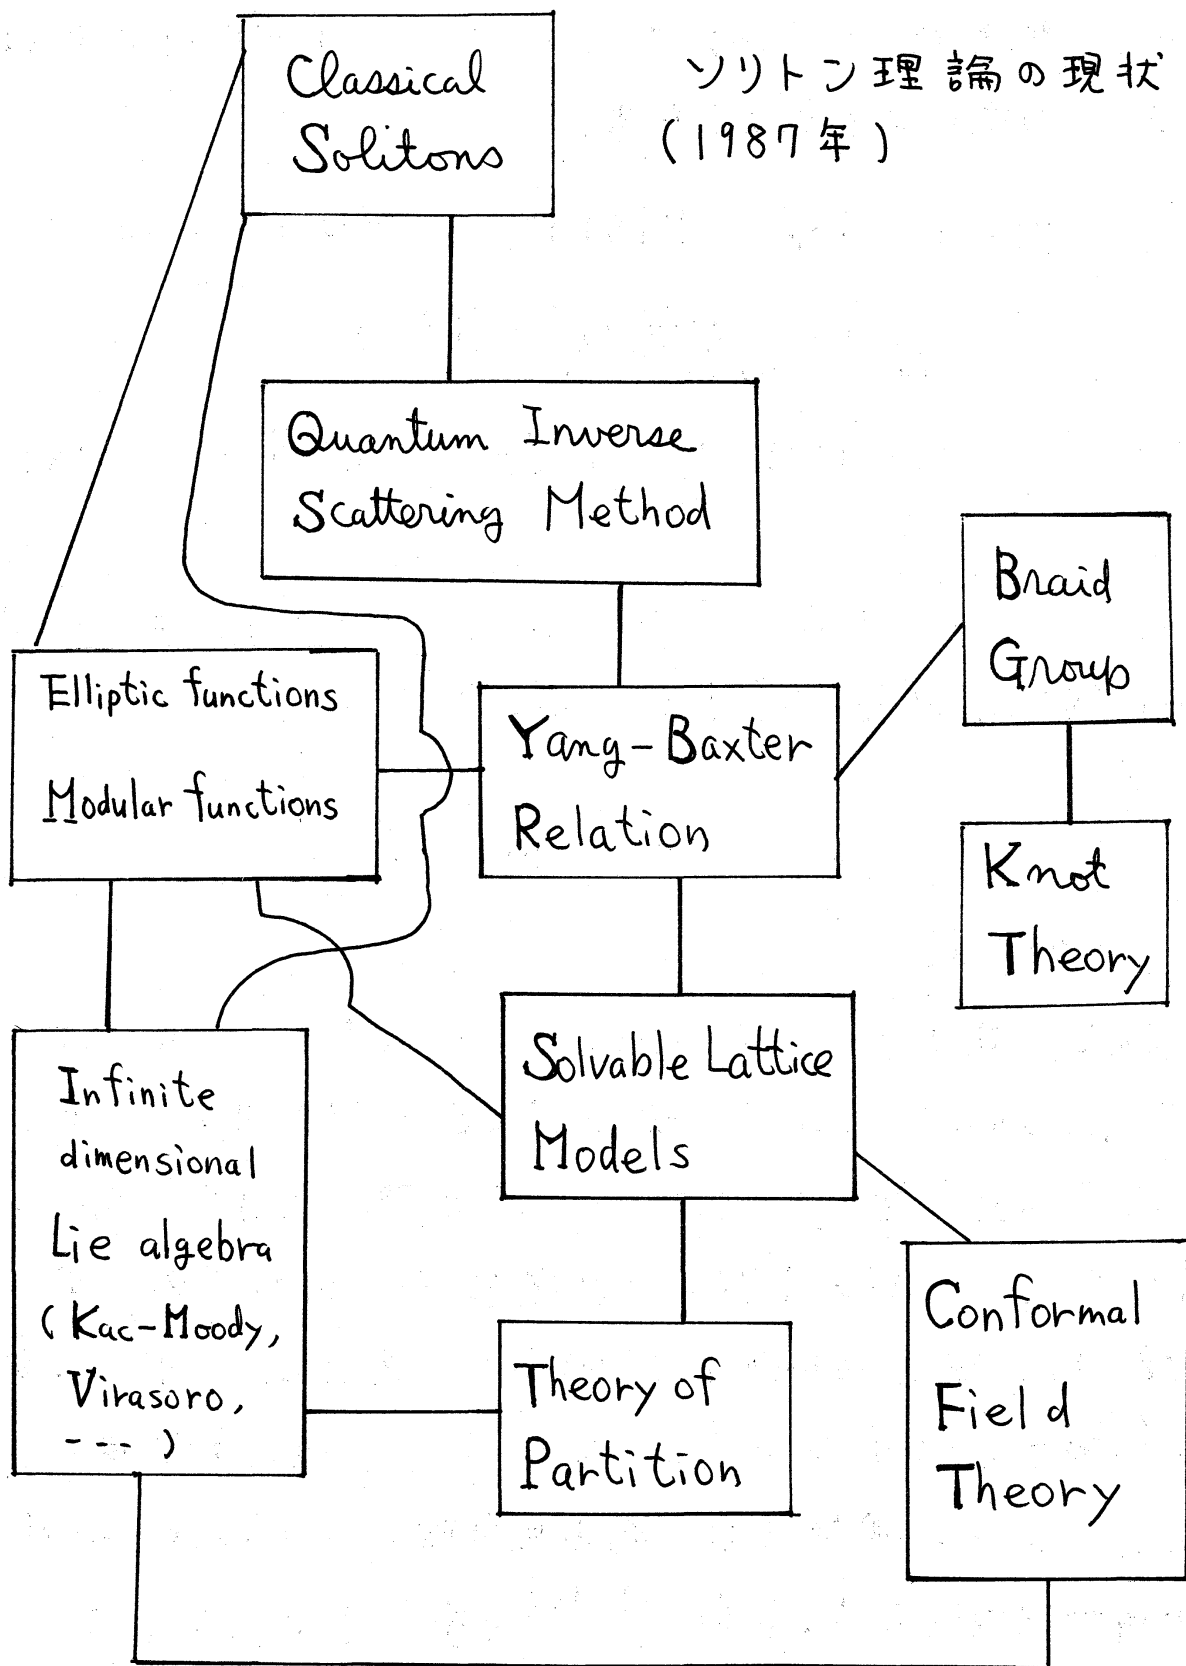 Classical
Solitons
ソリトン理論の現状
(1987年)
Quantum Inverse
Scattering Method
Braid
Group
Elliptic functions
Modular functions
Yang-Baxter
Relation
Knot
Theory
Infinite
dimensional
Lie algebra
(Kac-Moody,
Virasoro,
--- )
Solvable Lattice
Models
Theory of
Partition
Conformal
Field
Theory